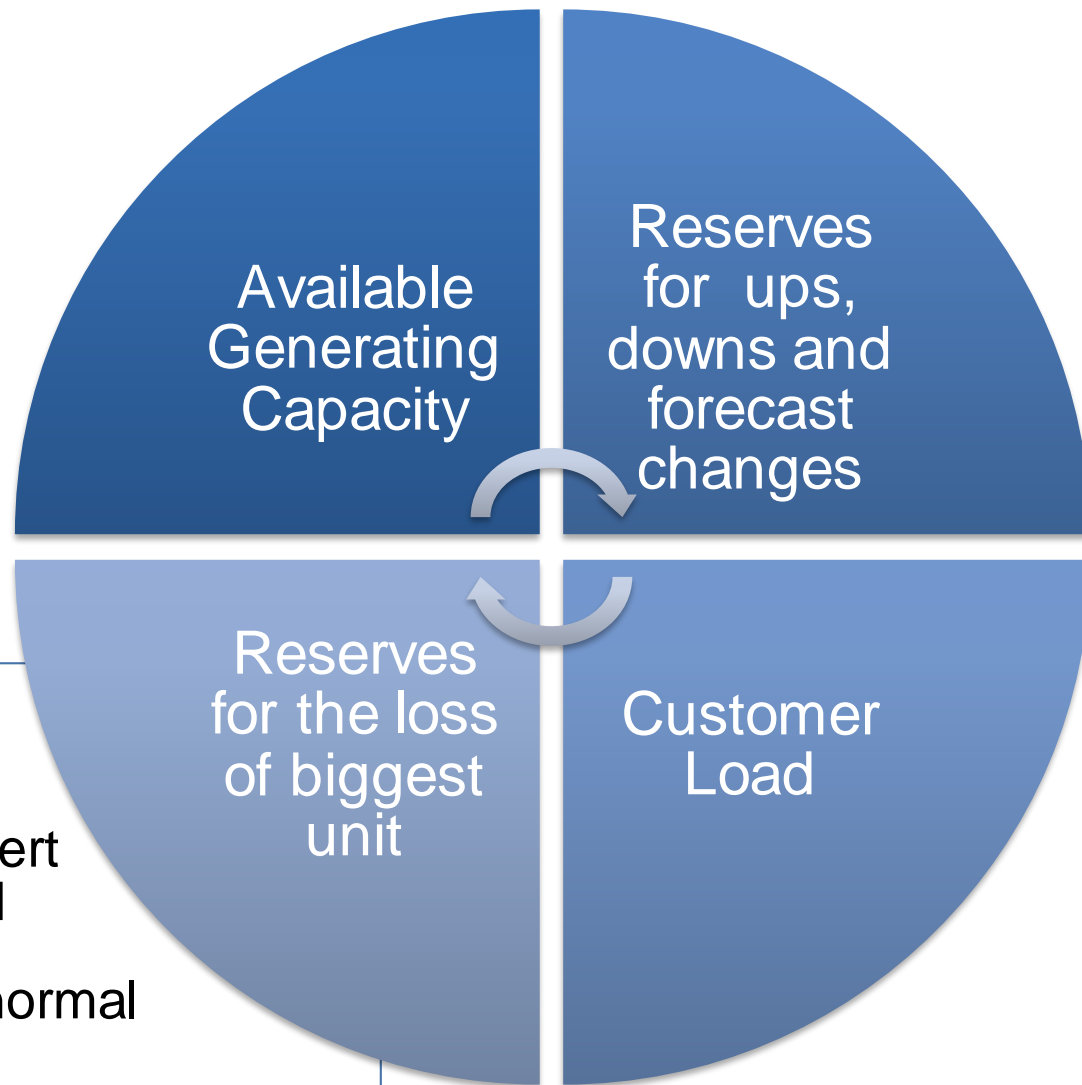 Available
Generating
Capacity
Reserves
for ups,
downs and
forecast
changes
Reserves
for the loss
of biggest
unit
Customer
Load
normal